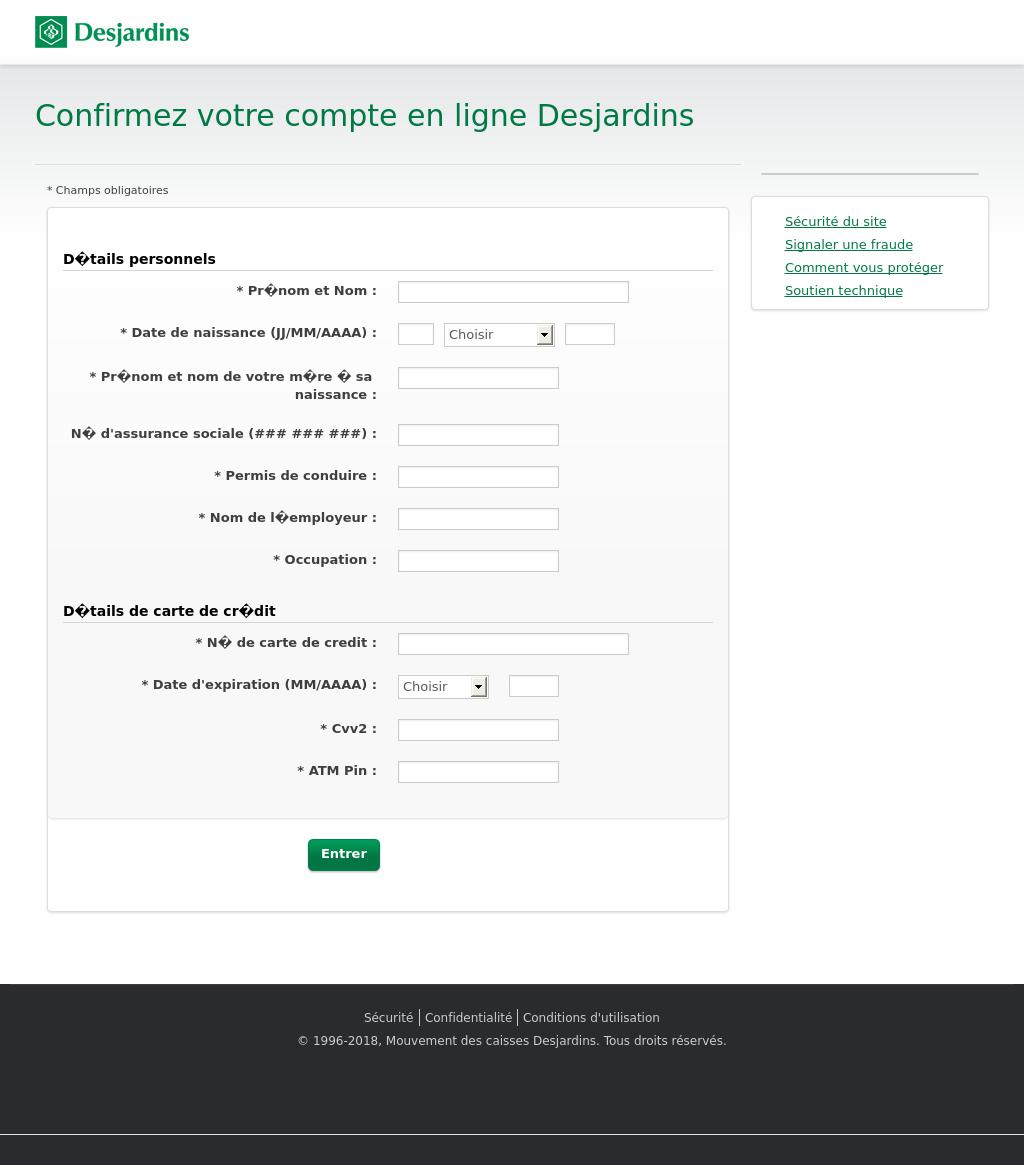 Desjardins
Confirmez votre compte en ligne Desjardins
* Champs obligatoires
Sécurité du site
Signaler une fraude
Comment vous protéger
Soutien technique
D�tails personnels
* Pr�nom et Nom :
* Date de naissance (JJ/MM/AAAA) :
Choisir
* Pr�nom et nom de votre m�re � sa
naissance :
N� d'assurance sociale (### ### ###) :
* Permis de conduire :
* Nom de l�employeur :
* Occupation :
D�tails de carte de cr�dit
* N� de carte de credit :
* Date d'expiration (MM/AAAA) :
Choisir
* Cvv2 :
* ATM Pin :
Entrer
Sécurité | Confidentialité | Conditions d'utilisation
© 1996-2018, Mouvement des caisses Desjardins. Tous droits réservés.